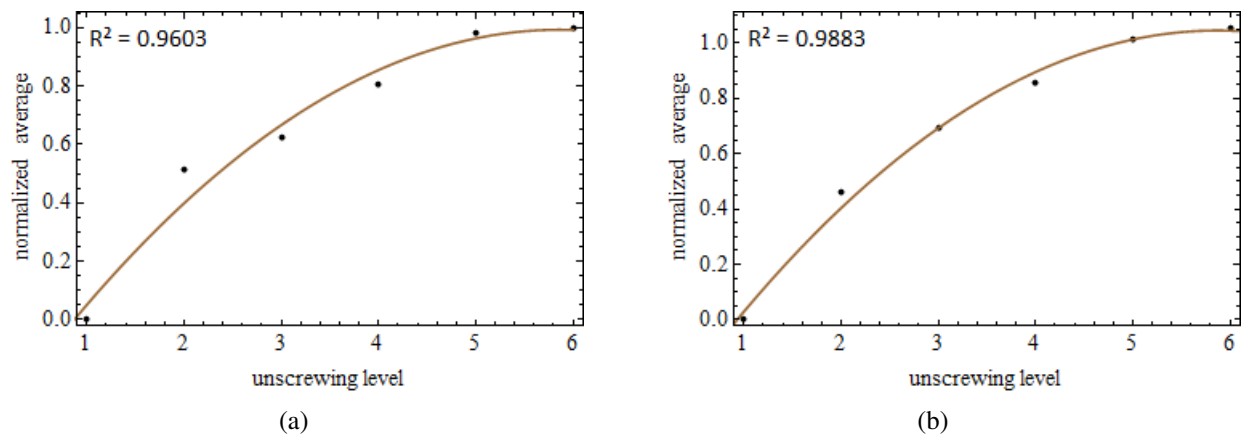 R² = 0.9603
1.0
0.8
0.6
0.4
0.2
0.0
normalized average
1 2 3 4 5 6
unscrewing level
(a)
R² = 0.9883
1.0
0.8
0.6
0.4
0.2
0.0
normalized average
1 2 3 4 5 6
unscrewing level
(b)